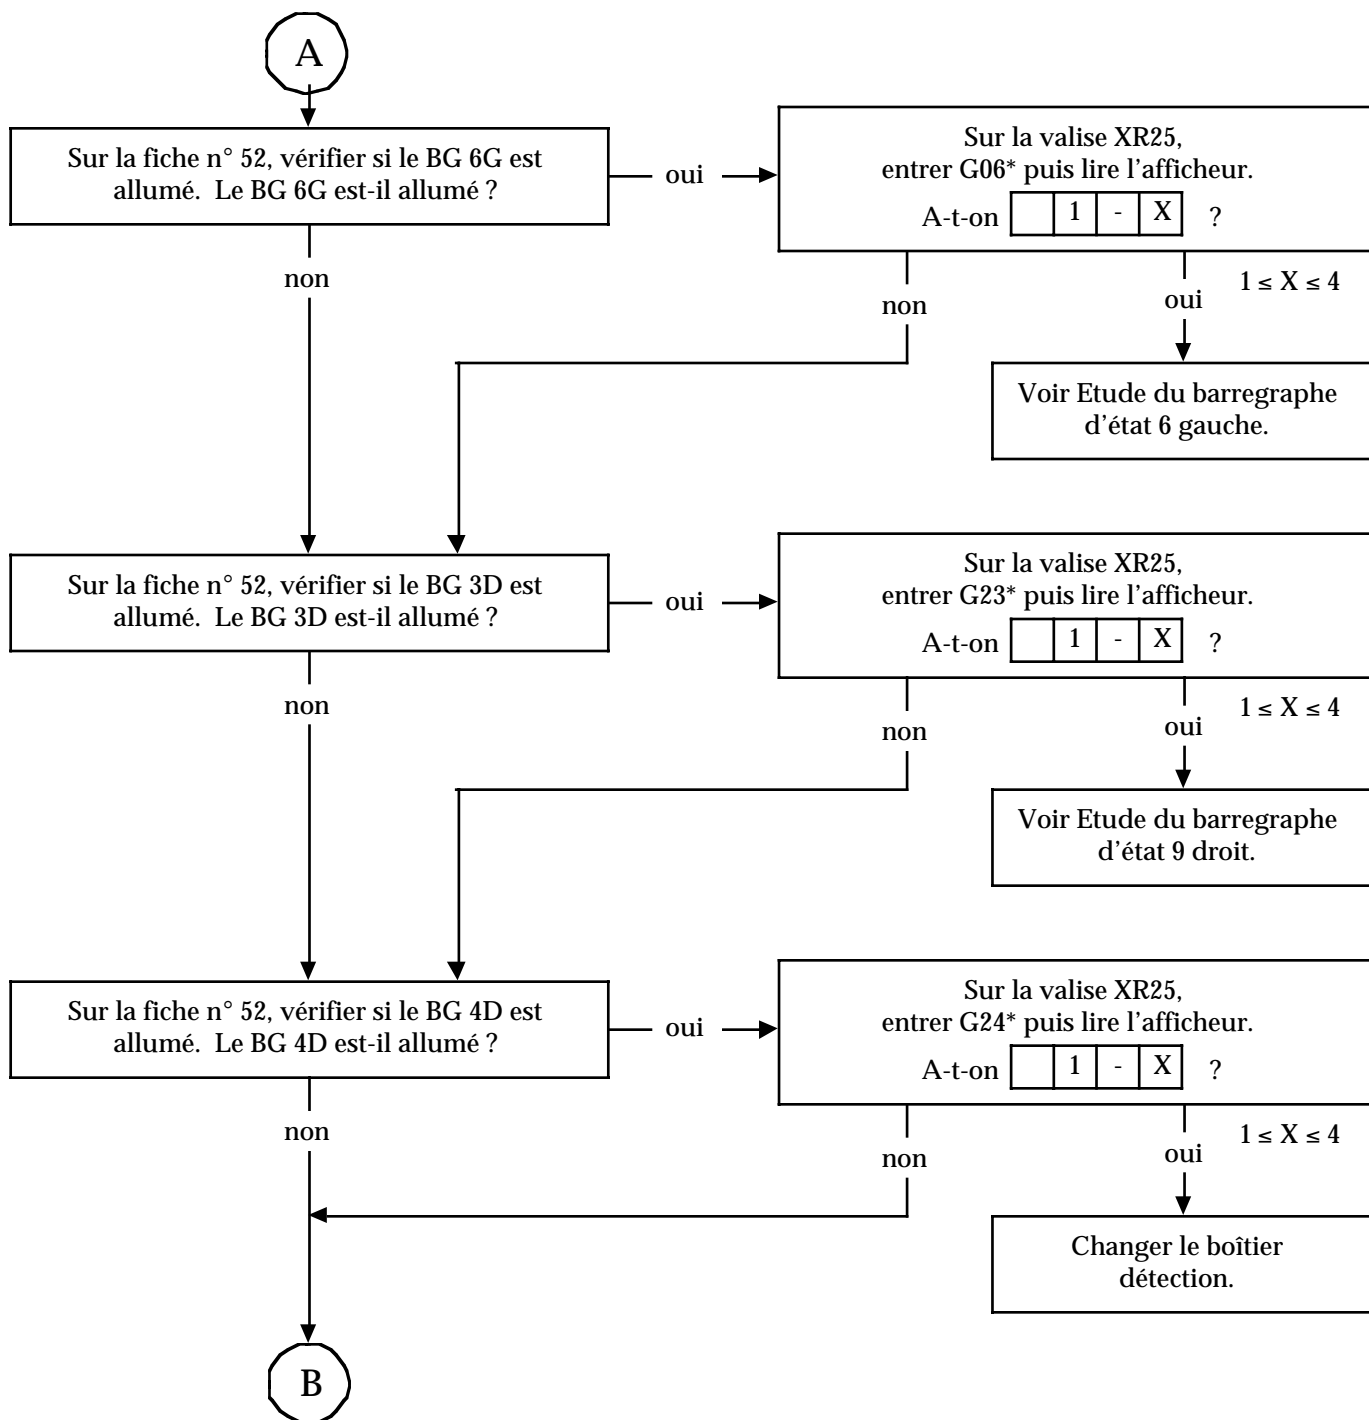 A
Sur la fiche n° 52, vérifier si le BG 6G est
allumé. Le BG 6G est-il allumé ?
oui
Sur la valise XR25,
entrer G06* puis lire l'afficheur.
A-t-on 1 - X ?
non
non
oui
1 ≤ X ≤ 4
Voir Etude du barregraphe
d'état 6 gauche.
Sur la fiche n° 52, vérifier si le BG 3D est
allumé. Le BG 3D est-il allumé ?
oui
Sur la valise XR25,
entrer G23* puis lire l'afficheur.
A-t-on 1 - X ?
non
non
oui
1 ≤ X ≤ 4
Voir Etude du barregraphe
d'état 9 droit.
Sur la fiche n° 52, vérifier si le BG 4D est
allumé. Le BG 4D est-il allumé ?
oui
Sur la valise XR25,
entrer G24* puis lire l'afficheur.
A-t-on 1 - X ?
non
non
oui
1 ≤ X ≤ 4
Changer le boîtier
détection.
B